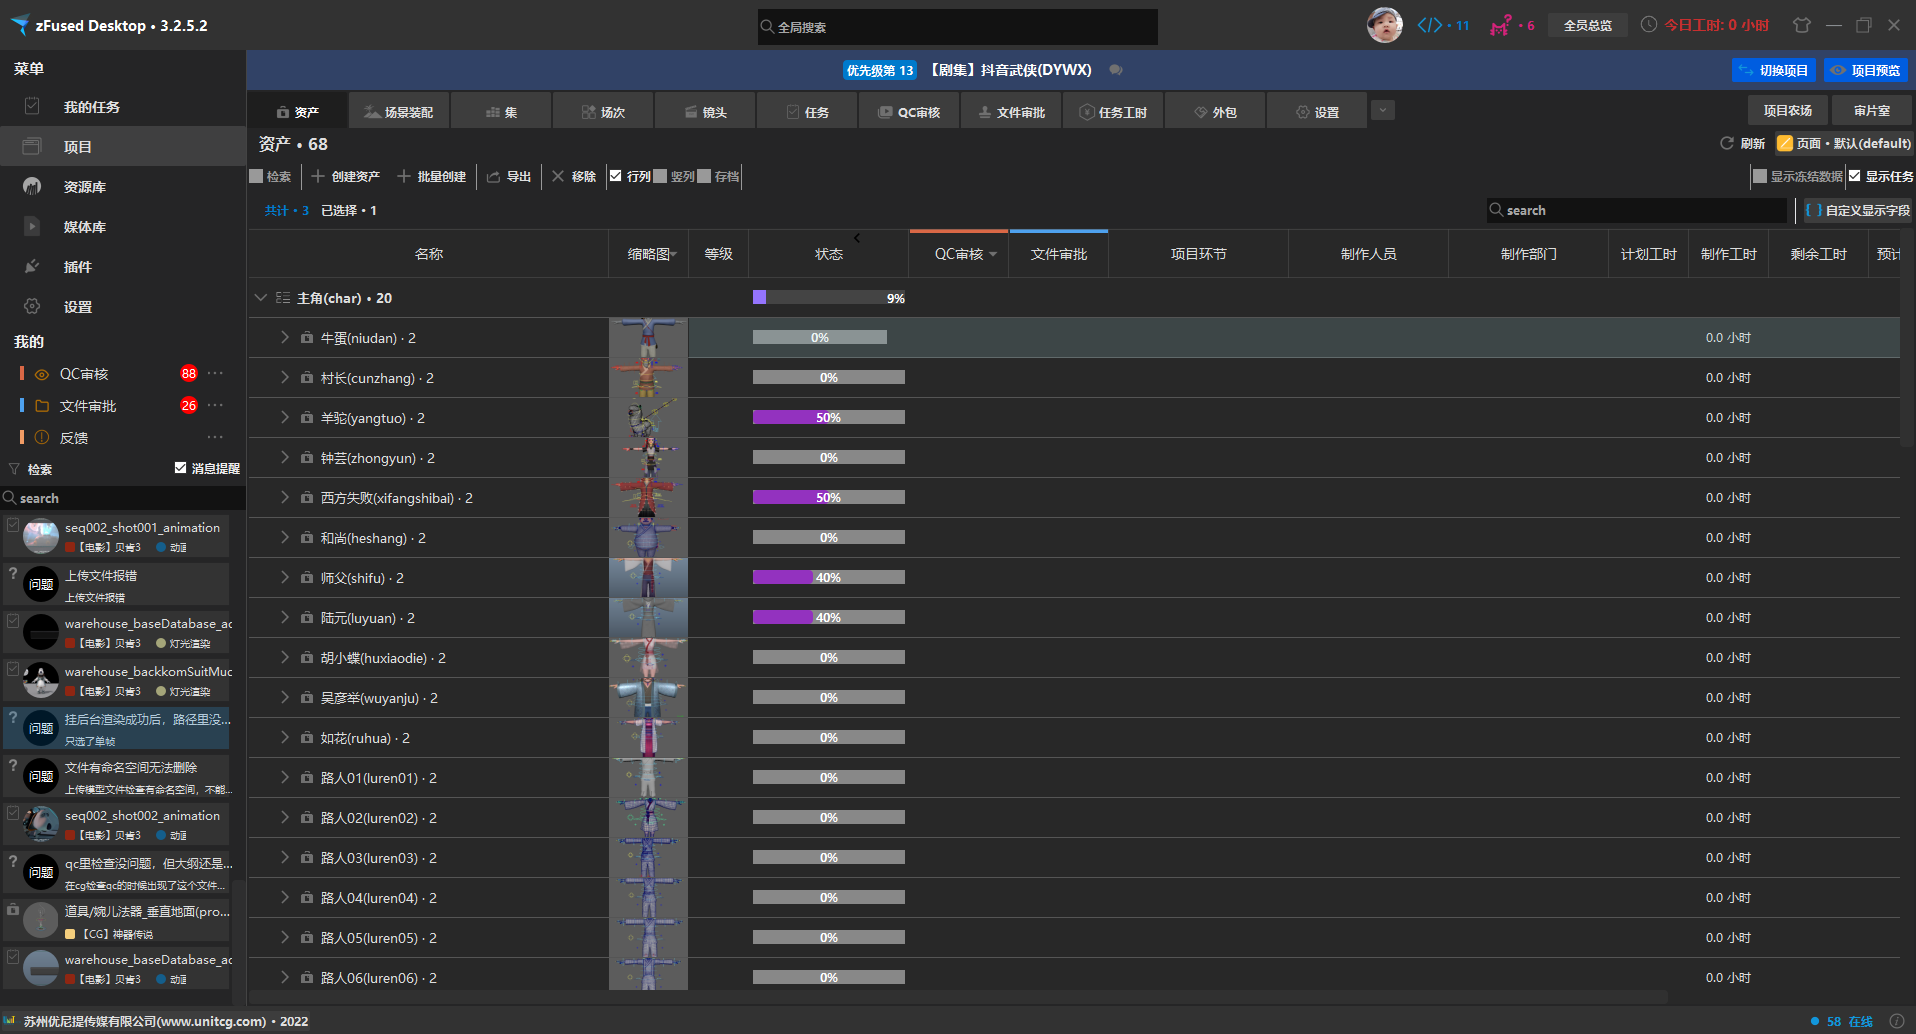 zFused Desktop • 3.2.5.2
全局搜索
</> • 11
? • 6
全员总览
今日工时: 0 小时
菜单
我的任务
项目
资源库
媒体库
插件
设置
我的
QC审核 88 ···
文件审批 26 ···
反馈 ···
检索
消息提醒
search
seq002_shot001_animation
【电影】贝肯3 动画
? 问题 上传文件报错
上传文件报错
warehouse_baseDatabase_ac
【电影】贝肯3 灯光渲染
warehouse_backkomSuitMuc
【电影】贝肯3 灯光渲染
? 问题 挂后台渲染成功后，路径里没...
只选了单帧
? 问题 文件有命名空间无法删除
上传模型文件检查有命名空间，不能...
seq002_shot002_animation
【电影】贝肯3 动画
? 问题 qc里检查没问题，但大纲还是...
在cg检查qc的时候出现了这个文件...
道具/婉儿法器_垂直地面(pro...
【CG】神器传说
warehouse_baseDatabase_ac
【电影】贝肯3 动画
优先极第 13 【剧集】抖音武侠(DYWX)
切换项目
项目预览
资产
场景装配
集
场次
镜头
任务
QC审核
文件审批
任务工时
外包
设置
项目农场
审片室
资产 • 68
刷新
页面 • 默认(default)
检索
创建资产
批量创建
导出
移除
行列
竖列
存档
显示冻结数据
显示任务
共计 • 3 已选择 • 1
search
[ ] 自定义显示字段
名称 缩略图 等级 状态 QC审核 文件审批 项目环节 制作人员 制作部门 计划工时 制作工时 剩余工时 预计
主角(char) • 20 9%
牛蛋(niudan) · 2 0% 0.0 小时
村长(cunzhang) · 2 0% 0.0 小时
羊驼(yangtuo) · 2 50% 0.0 小时
钟芸(zhongyun) · 2 0% 0.0 小时
西方失败(xifangshibai) · 2 50% 0.0 小时
和尚(heshang) · 2 0% 0.0 小时
师父(shifu) · 2 40% 0.0 小时
陆元(luyuan) · 2 40% 0.0 小时
胡小蝶(huxiaodie) · 2 0% 0.0 小时
吴彦举(wuyanju) · 2 0% 0.0 小时
如花(ruhua) · 2 0% 0.0 小时
路人01(luren01) · 2 0% 0.0 小时
路人02(luren02) · 2 0% 0.0 小时
路人03(luren03) · 2 0% 0.0 小时
路人04(luren04) · 2 0% 0.0 小时
路人05(luren05) · 2 0% 0.0 小时
路人06(luren06) · 2 0% 0.0 小时
苏州优尼提传媒有限公司(www.unitcg.com) • 2022
58 在线